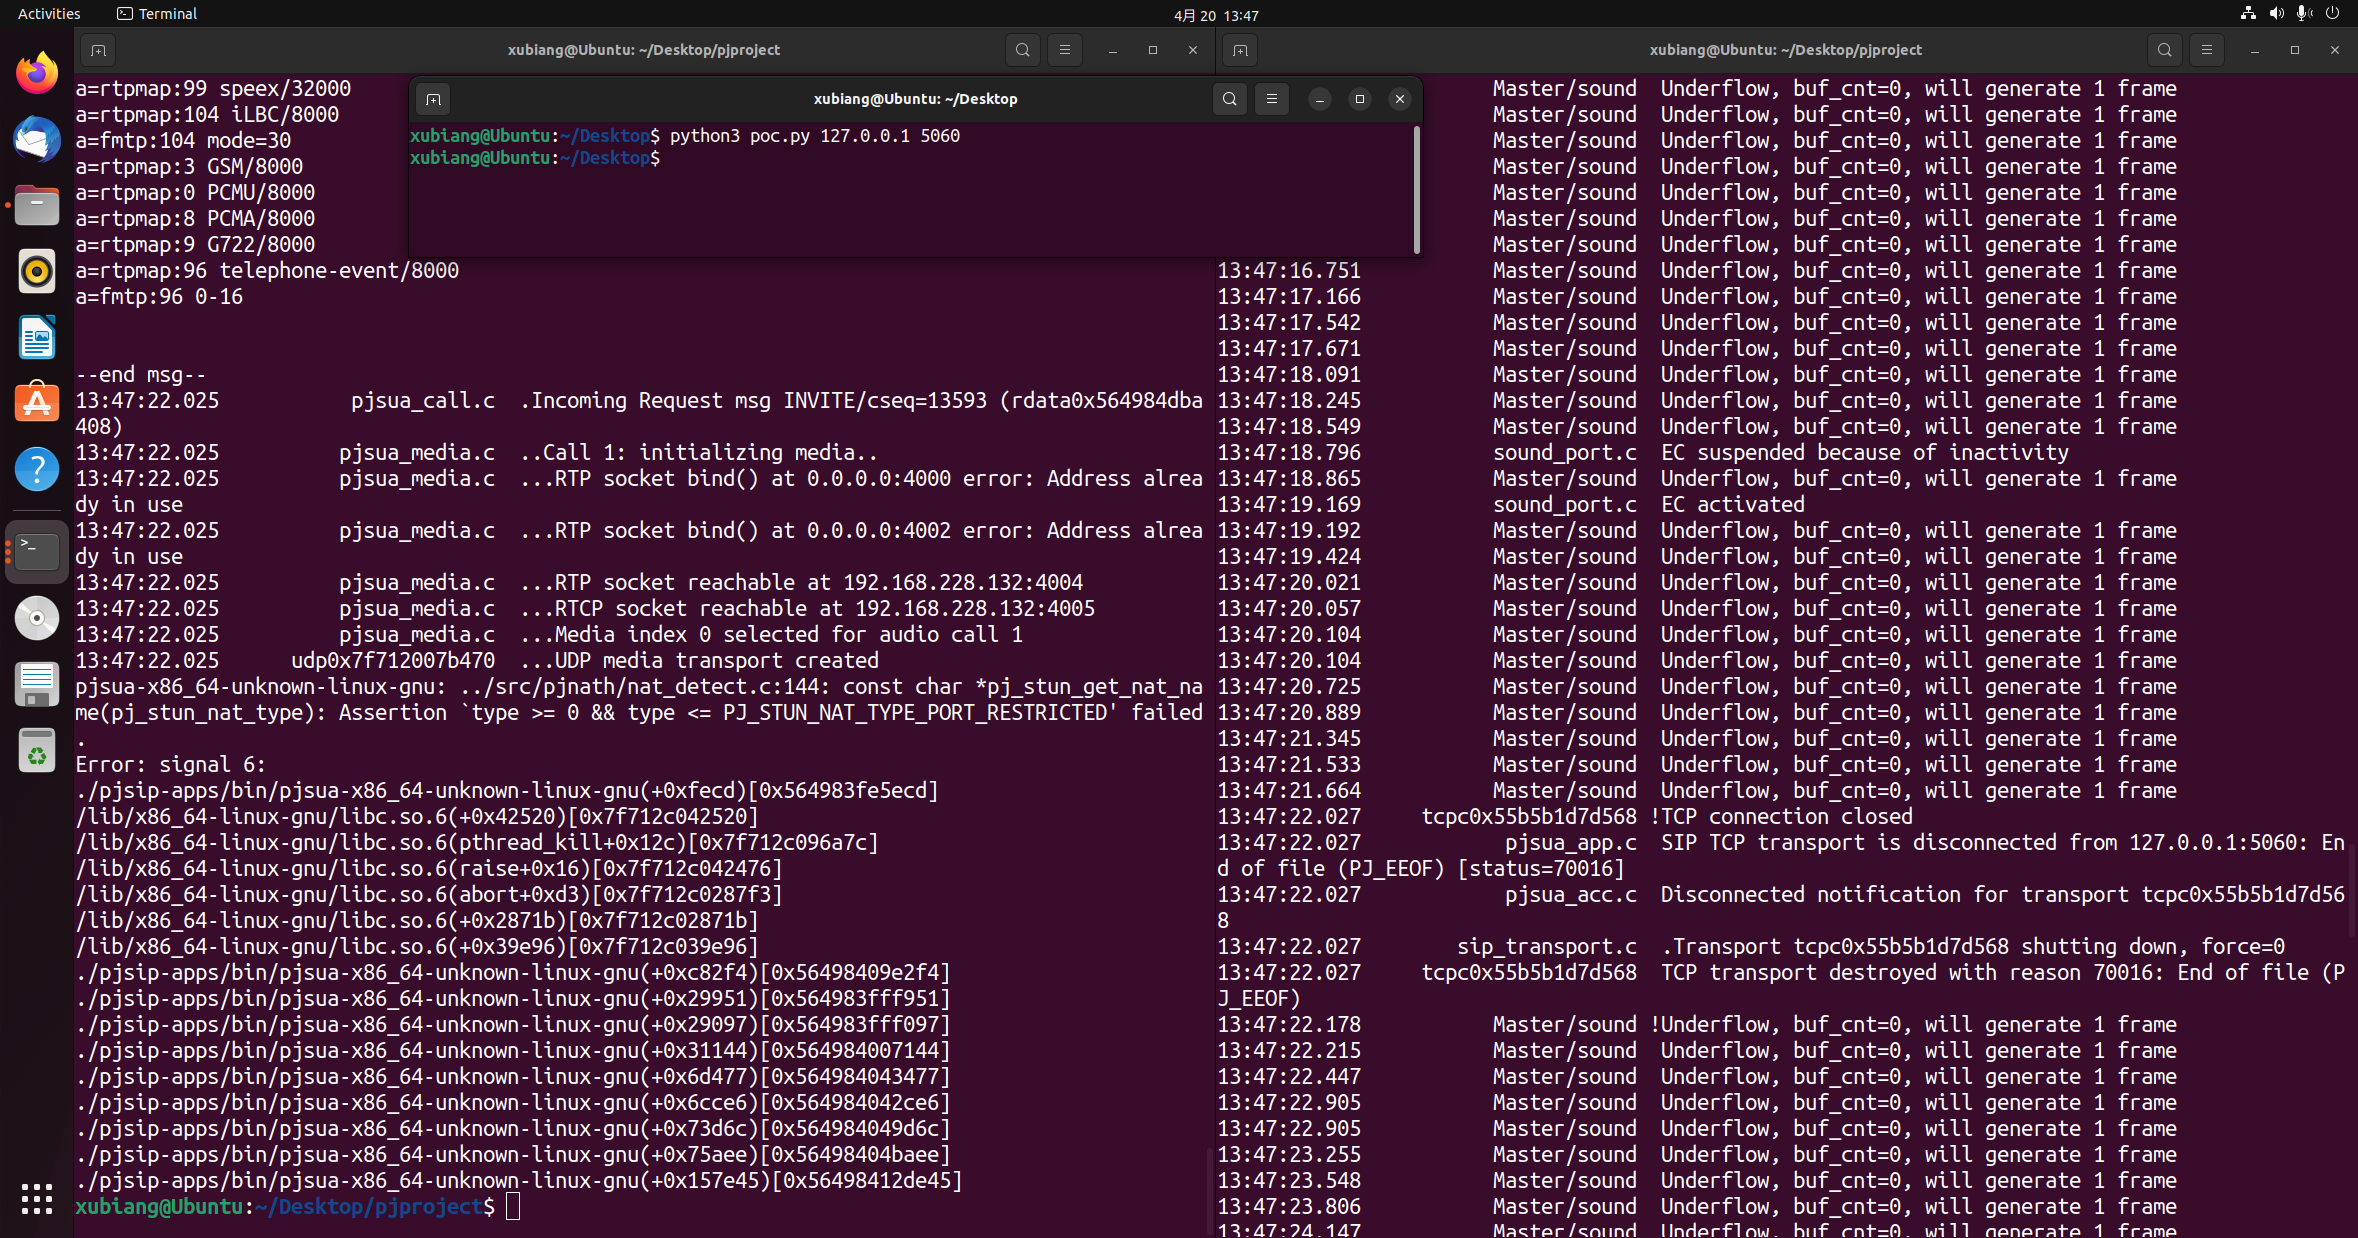 Activities
Terminal
4月 20 13:47
xubiang@Ubuntu: ~/Desktop/pjproject
a=rtpmap:99 speex/32000
a=rtpmap:104 iLBC/8000
a=fmtp:104 mode=30
a=rtpmap:3 GSM/8000
a=rtpmap:0 PCMU/8000
a=rtpmap:8 PCMA/8000
a=rtpmap:9 G722/8000
a=rtpmap:96 telephone-event/8000
a=fmtp:96 0-16
--end msg--
13:47:22.025           pjsua_call.c  .Incoming Request msg INVITE/cseq=13593 (rdata0x564984dba
408)
13:47:22.025          pjsua_media.c  ..Call 1: initializing media..
13:47:22.025          pjsua_media.c  ...RTP socket bind() at 0.0.0.0:4000 error: Address alrea
dy in use
13:47:22.025          pjsua_media.c  ...RTP socket bind() at 0.0.0.0:4002 error: Address alrea
dy in use
13:47:22.025          pjsua_media.c  ...RTP socket reachable at 192.168.228.132:4004
13:47:22.025          pjsua_media.c  ...RTCP socket reachable at 192.168.228.132:4005
13:47:22.025          pjsua_media.c  ...Media index 0 selected for audio call 1
13:47:22.025      udp0x7f712007b470  ...UDP media transport created
pjsua-x86_64-unknown-linux-gnu: ../src/pjnath/nat_detect.c:144: const char *pj_stun_get_nat_na
me(pj_stun_nat_type): Assertion `type >= 0 && type <= PJ_STUN_NAT_TYPE_PORT_RESTRICTED' failed
.
Error: signal 6:
./pjsip-apps/bin/pjsua-x86_64-unknown-linux-gnu(+0xfecd)[0x564983fe5ecd]
/lib/x86_64-linux-gnu/libc.so.6(+0x42520)[0x7f712c042520]
/lib/x86_64-linux-gnu/libc.so.6(pthread_kill+0x12c)[0x7f712c096a7c]
/lib/x86_64-linux-gnu/libc.so.6(raise+0x16)[0x7f712c042476]
/lib/x86_64-linux-gnu/libc.so.6(abort+0xd3)[0x7f712c0287f3]
/lib/x86_64-linux-gnu/libc.so.6(+0x2871b)[0x7f712c02871b]
/lib/x86_64-linux-gnu/libc.so.6(+0x39e96)[0x7f712c039e96]
./pjsip-apps/bin/pjsua-x86_64-unknown-linux-gnu(+0xc82f4)[0x56498409e2f4]
./pjsip-apps/bin/pjsua-x86_64-unknown-linux-gnu(+0x29951)[0x564983fff951]
./pjsip-apps/bin/pjsua-x86_64-unknown-linux-gnu(+0x29097)[0x564983fff097]
./pjsip-apps/bin/pjsua-x86_64-unknown-linux-gnu(+0x31144)[0x564984007144]
./pjsip-apps/bin/pjsua-x86_64-unknown-linux-gnu(+0x6d477)[0x564984043477]
./pjsip-apps/bin/pjsua-x86_64-unknown-linux-gnu(+0x6cce6)[0x564984042ce6]
./pjsip-apps/bin/pjsua-x86_64-unknown-linux-gnu(+0x73d6c)[0x564984049d6c]
./pjsip-apps/bin/pjsua-x86_64-unknown-linux-gnu(+0x75aee)[0x56498404baee]
./pjsip-apps/bin/pjsua-x86_64-unknown-linux-gnu(+0x157e45)[0x56498412de45]
xubiang@Ubuntu:~/Desktop/pjproject$
xubiang@Ubuntu: ~/Desktop
xubiang@Ubuntu:~/Desktop$ python3 poc.py 127.0.0.1 5060
xubiang@Ubuntu:~/Desktop$
xubiang@Ubuntu: ~/Desktop/pjproject
Master/sound  Underflow, buf_cnt=0, will generate 1 frame
Master/sound  Underflow, buf_cnt=0, will generate 1 frame
Master/sound  Underflow, buf_cnt=0, will generate 1 frame
Master/sound  Underflow, buf_cnt=0, will generate 1 frame
Master/sound  Underflow, buf_cnt=0, will generate 1 frame
Master/sound  Underflow, buf_cnt=0, will generate 1 frame
Master/sound  Underflow, buf_cnt=0, will generate 1 frame
13:47:16.751           Master/sound  Underflow, buf_cnt=0, will generate 1 frame
13:47:17.166           Master/sound  Underflow, buf_cnt=0, will generate 1 frame
13:47:17.542           Master/sound  Underflow, buf_cnt=0, will generate 1 frame
13:47:17.671           Master/sound  Underflow, buf_cnt=0, will generate 1 frame
13:47:18.091           Master/sound  Underflow, buf_cnt=0, will generate 1 frame
13:47:18.245           Master/sound  Underflow, buf_cnt=0, will generate 1 frame
13:47:18.549           Master/sound  Underflow, buf_cnt=0, will generate 1 frame
13:47:18.796           sound_port.c  EC suspended because of inactivity
13:47:18.865           Master/sound  Underflow, buf_cnt=0, will generate 1 frame
13:47:19.169           sound_port.c  EC activated
13:47:19.192           Master/sound  Underflow, buf_cnt=0, will generate 1 frame
13:47:19.424           Master/sound  Underflow, buf_cnt=0, will generate 1 frame
13:47:20.021           Master/sound  Underflow, buf_cnt=0, will generate 1 frame
13:47:20.057           Master/sound  Underflow, buf_cnt=0, will generate 1 frame
13:47:20.104           Master/sound  Underflow, buf_cnt=0, will generate 1 frame
13:47:20.104           Master/sound  Underflow, buf_cnt=0, will generate 1 frame
13:47:20.725           Master/sound  Underflow, buf_cnt=0, will generate 1 frame
13:47:20.889           Master/sound  Underflow, buf_cnt=0, will generate 1 frame
13:47:21.345           Master/sound  Underflow, buf_cnt=0, will generate 1 frame
13:47:21.533           Master/sound  Underflow, buf_cnt=0, will generate 1 frame
13:47:21.664           Master/sound  Underflow, buf_cnt=0, will generate 1 frame
13:47:22.027     tcpc0x55b5b1d7d568 !TCP connection closed
13:47:22.027            pjsua_app.c  SIP TCP transport is disconnected from 127.0.0.1:5060: En
d of file (PJ_EEOF) [status=70016]
13:47:22.027            pjsua_acc.c  Disconnected notification for transport tcpc0x55b5b1d7d56
8
13:47:22.027        sip_transport.c  .Transport tcpc0x55b5b1d7d568 shutting down, force=0
13:47:22.027     tcpc0x55b5b1d7d568  TCP transport destroyed with reason 70016: End of file (P
J_EEOF)
13:47:22.178           Master/sound !Underflow, buf_cnt=0, will generate 1 frame
13:47:22.215           Master/sound  Underflow, buf_cnt=0, will generate 1 frame
13:47:22.447           Master/sound  Underflow, buf_cnt=0, will generate 1 frame
13:47:22.905           Master/sound  Underflow, buf_cnt=0, will generate 1 frame
13:47:22.905           Master/sound  Underflow, buf_cnt=0, will generate 1 frame
13:47:23.255           Master/sound  Underflow, buf_cnt=0, will generate 1 frame
13:47:23.548           Master/sound  Underflow, buf_cnt=0, will generate 1 frame
13:47:23.806           Master/sound  Underflow, buf_cnt=0, will generate 1 frame
13:47:24.147           Master/sound  Underflow, buf_cnt=0, will generate 1 frame